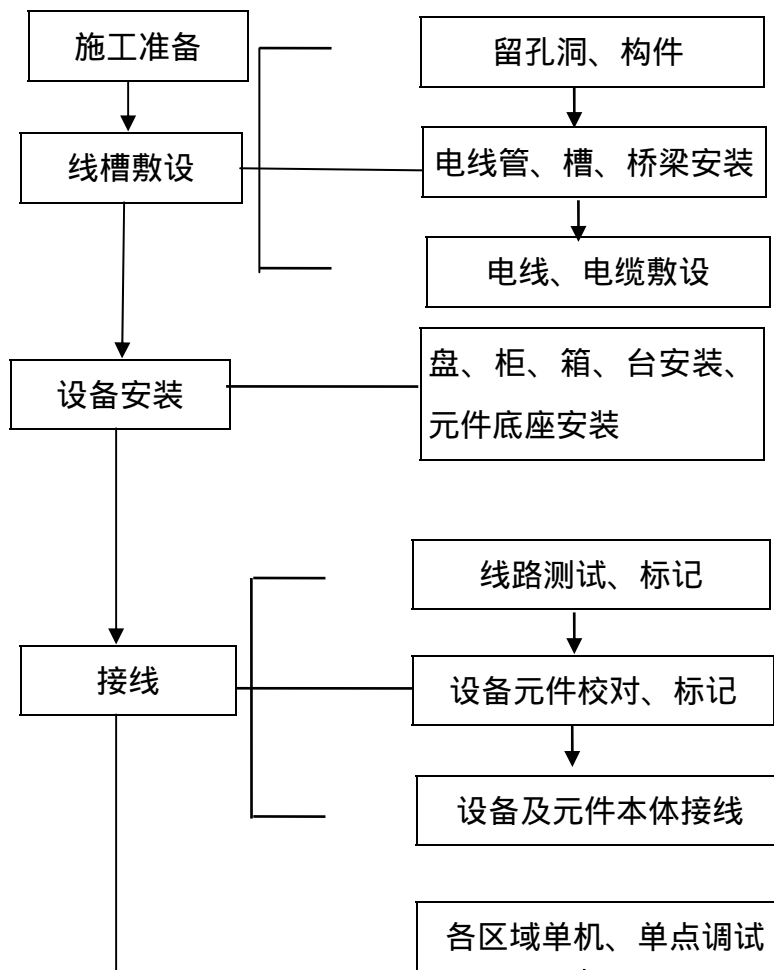 施工准备
留孔洞、构件
线槽敷设
电线管、槽、桥梁安装
电线、电缆敷设
设备安装
盘、柜、箱、台安装、
元件底座安装
线路测试、标记
接线
设备元件校对、标记
设备及元件本体接线
各区域单机、单点调试